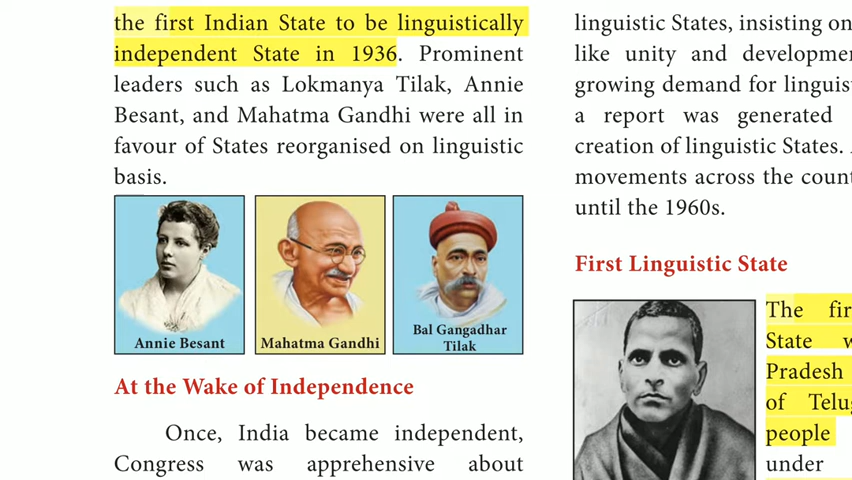 the first Indian State to be linguistically
independent State in 1936. Prominent
leaders such as Lokmanya Tilak, Annie
Besant, and Mahatma Gandhi were all in
favour of States reorganised on linguistic
basis.
Annie Besant
Mahatma Gandhi
Bal Gangadhar
Tilak
At the Wake of Independence
Once, India became independent,
Congress was apprehensive about
linguistic States, insisting on
like unity and
growing demand for
a report was generated
creation of linguistic States.
movements across the
until the 1960s.
First Linguistic State
The
State
Pradesh
of
people
under